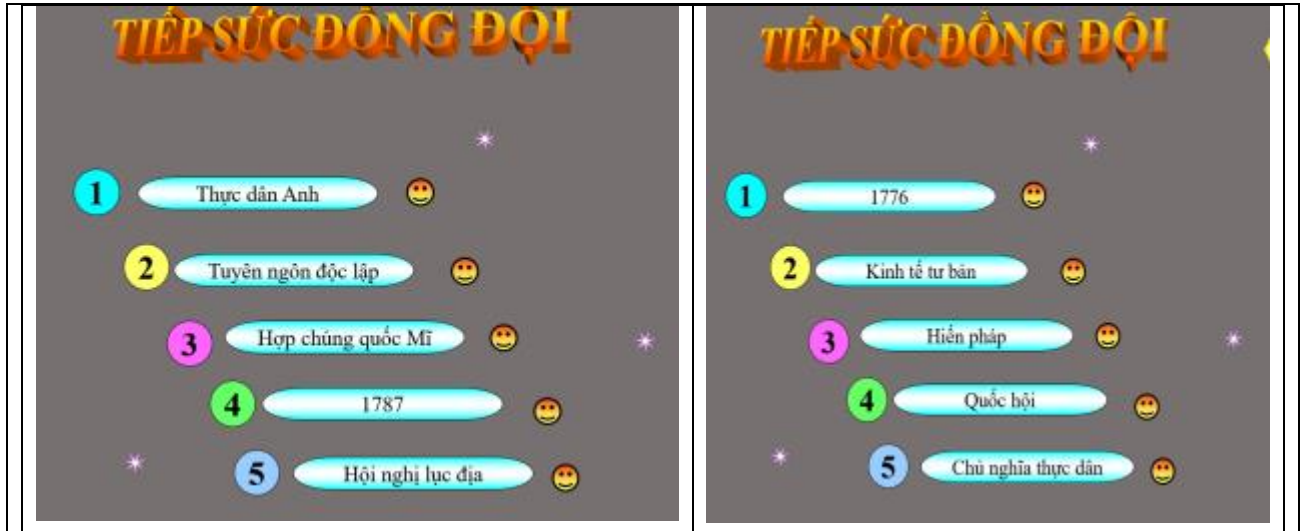 TIẾP SỨC ĐỒNG ĐỘI
1 Thực dân Anh
2 Tuyên ngôn độc lập
3 Hợp chúng quốc Mĩ
4 1787
5 Hội nghị lục địa
TIẾP SỨC ĐỒNG ĐỘI
1 1776
2 Kinh tế tư bản
3 Hiến pháp
4 Quốc hội
5 Chủ nghĩa thực dân